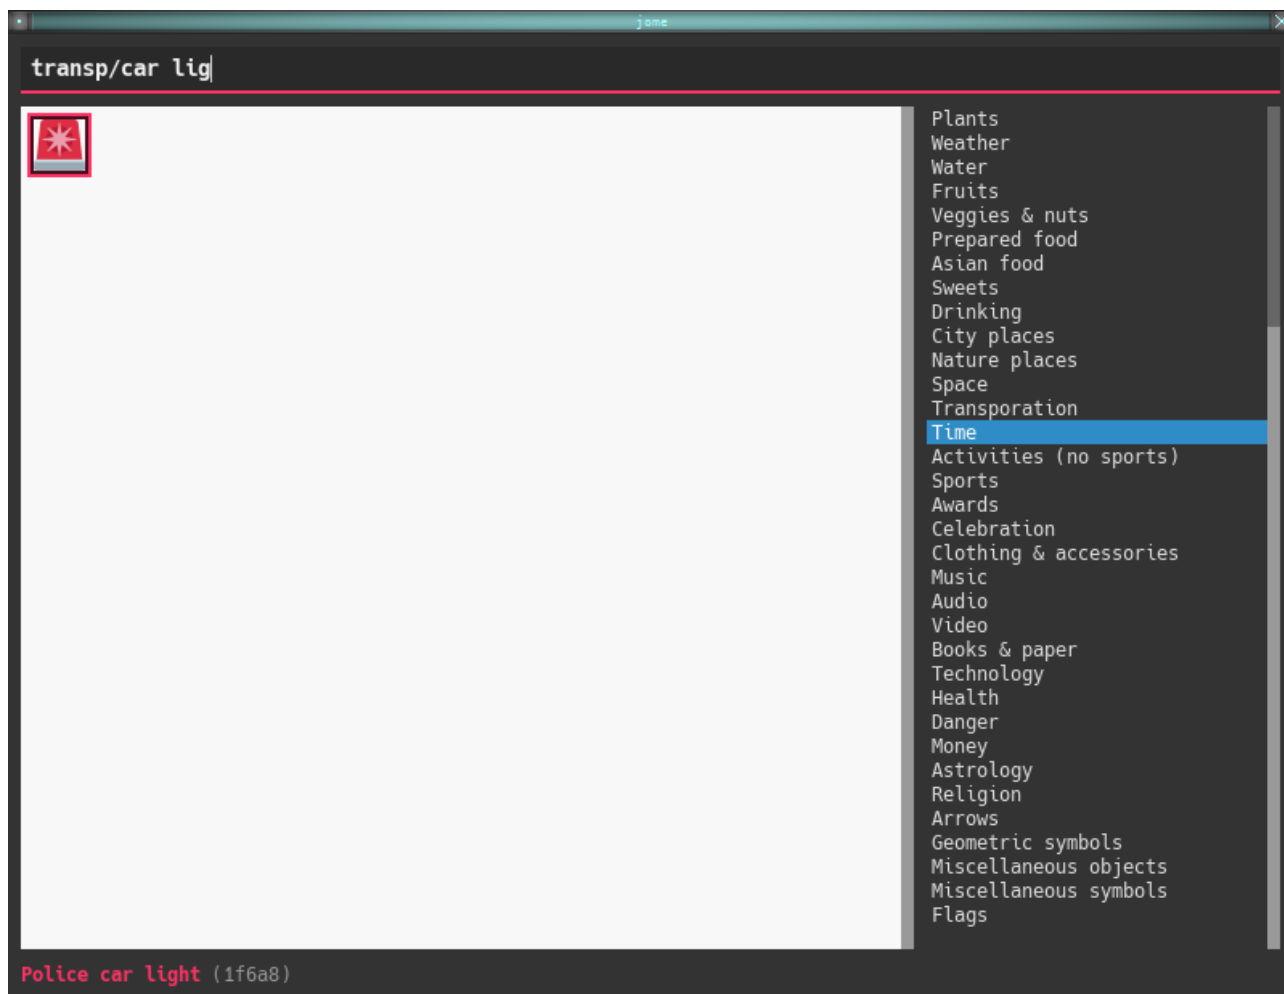 jome
transp/car lig
Plants
Weather
Water
Fruits
Veggies & nuts
Prepared food
Asian food
Sweets
Drinking
City places
Nature places
Space
Transporation
Time
Activities (no sports)
Sports
Awards
Celebration
Clothing & accessories
Music
Audio
Video
Books & paper
Technology
Health
Danger
Money
Astrology
Religion
Arrows
Geometric symbols
Miscellaneous objects
Miscellaneous symbols
Flags
Police car light (1f6a8)